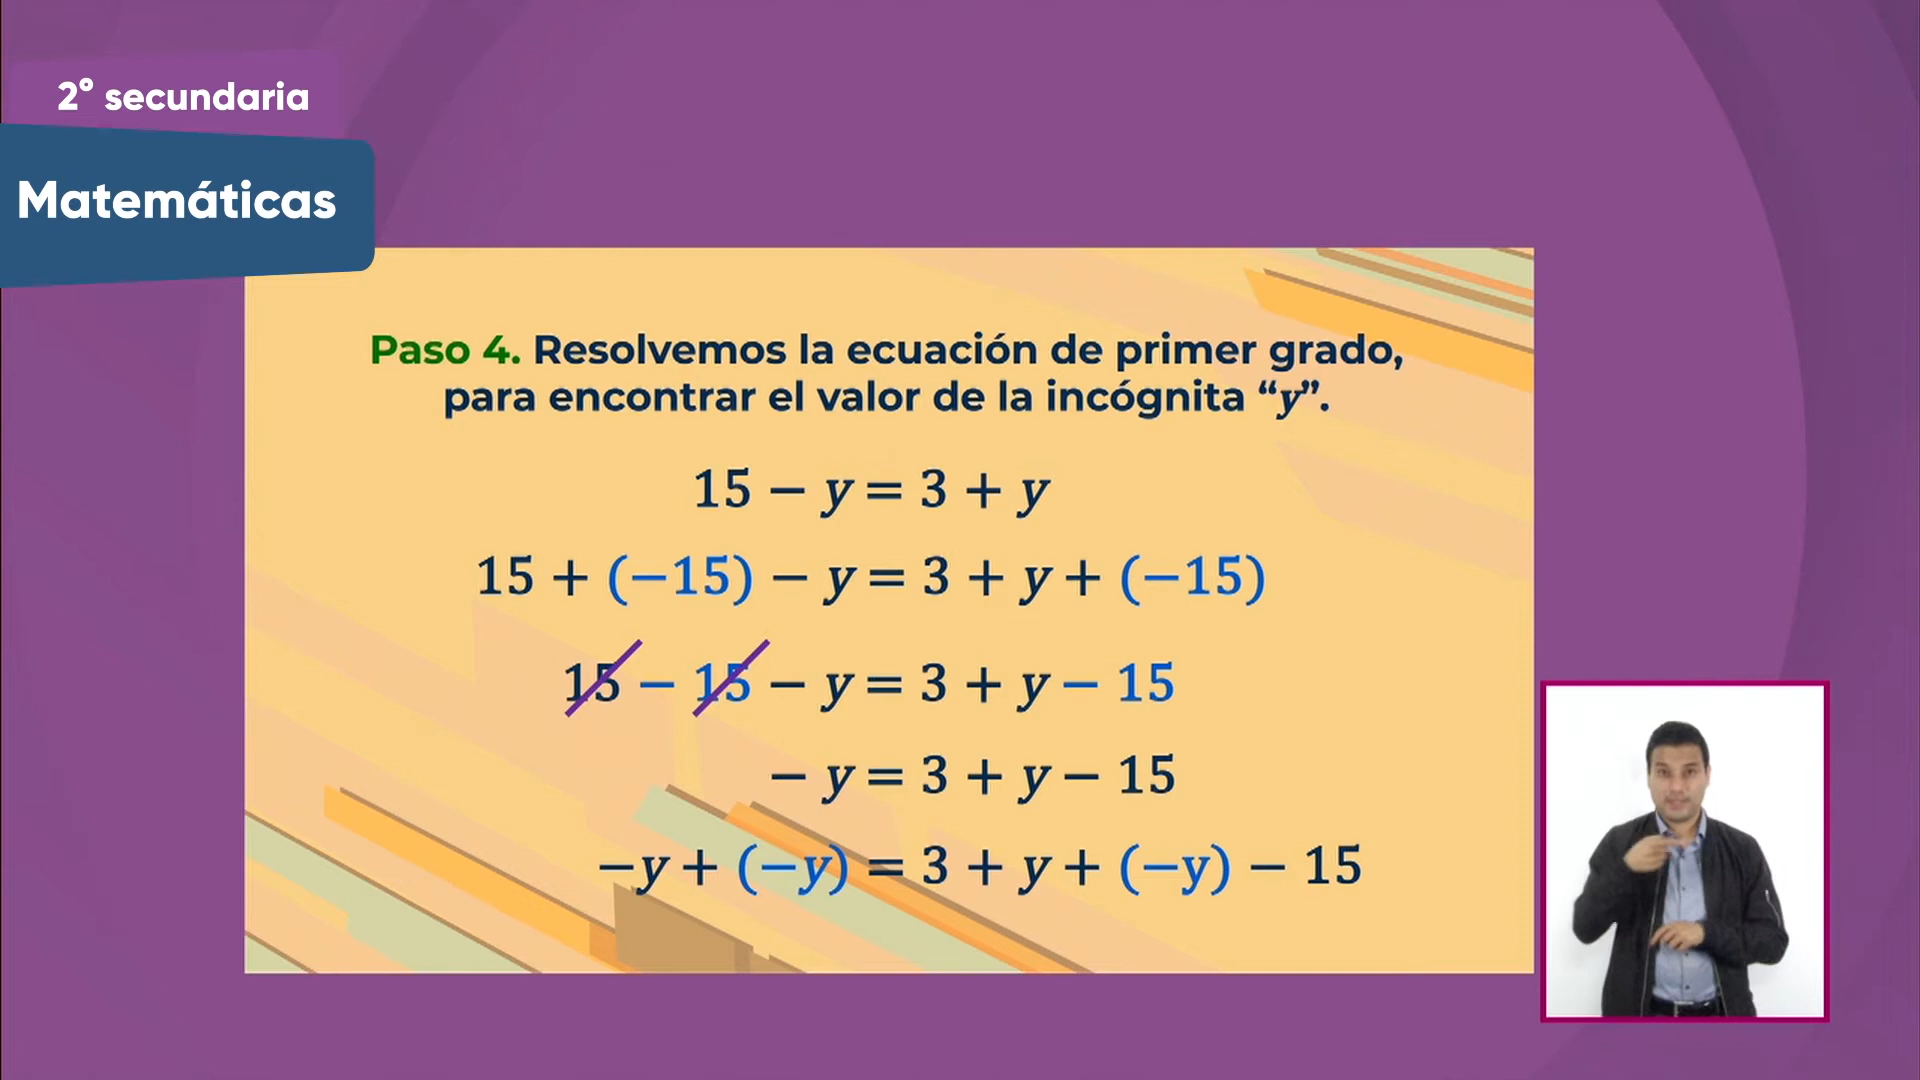 2° secundaria
Matemáticas
Paso 4. Resolvemos la ecuación de primer grado,
para encontrar el valor de la incógnita “y”.
15 − y = 3 + y
15 + (−15) − y = 3 + y + (−15)
15 − 15 − y = 3 + y − 15
− y = 3 + y − 15
−y + (−y) = 3 + y + (−y) − 15